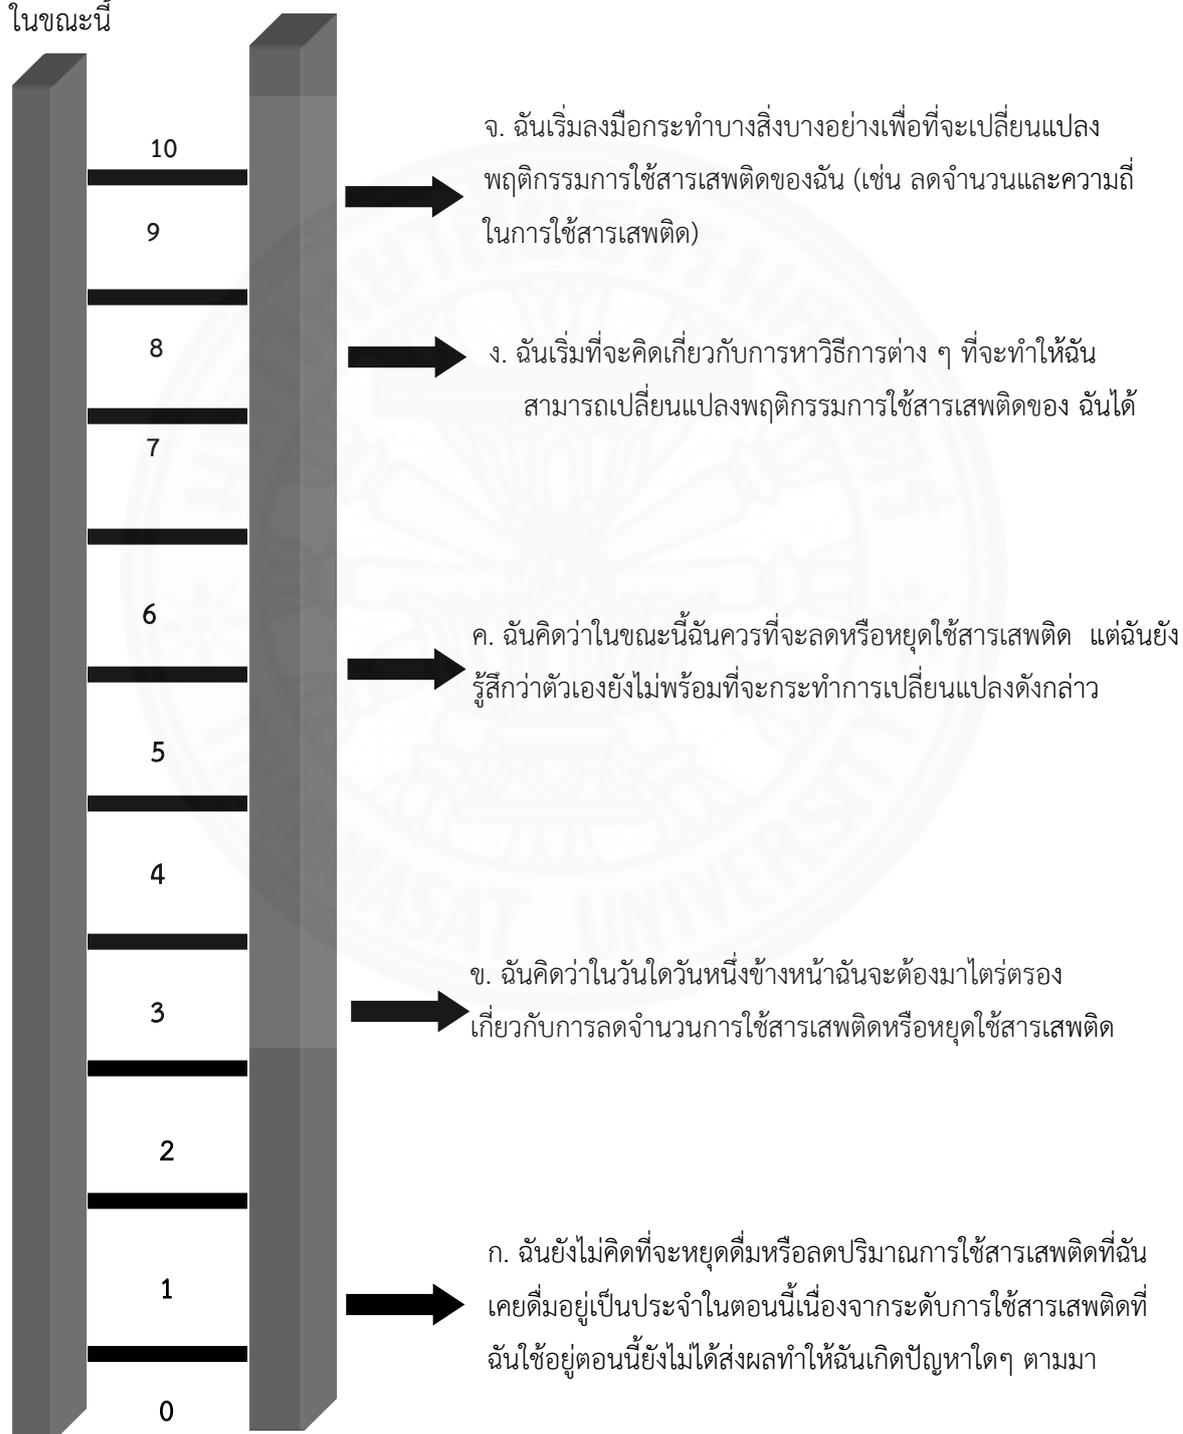 ในขณะนี้
10
จ. ฉันเริ่มลงมือกระทำบางสิ่งบางอย่างเพื่อที่จะเปลี่ยนแปลง
พฤติกรรมการใช้สารเสพติดของฉัน (เช่น ลดจำนวนและความถี่
9
ในการใช้สารเสพติด)
8
ง. ฉันเริ่มที่จะคิดเกี่ยวกับการหาวิธีการต่าง ๆ ที่จะทำให้ฉัน
สามารถเปลี่ยนแปลงพฤติกรรมการใช้สารเสพติดของ ฉันได้
7
6
ค. ฉันคิดว่าในขณะนี้ฉันควรที่จะลดหรือหยุดใช้สารเสพติด แต่ฉันยัง
รู้สึกว่าตัวเองยังไม่พร้อมที่จะกระทำการเปลี่ยนแปลงดังกล่าว
5
4
ข. ฉันคิดว่าในวันใดวันหนึ่งข้างหน้าฉันจะต้องมาไตร่ตรอง
3
เกี่ยวกับการลดจำนวนการใช้สารเสพติดหรือหยุดใช้สารเสพติด
2
ก. ฉันยังไม่คิดที่จะหยุดดื่มหรือลดปริมาณการใช้สารเสพติดที่ฉัน
1
เคยดื่มอยู่เป็นประจำในตอนนี้เนื่องจากระดับการใช้สารเสพติดที่
ฉันใช้อยู่ตอนนี้ยังไม่ได้ส่งผลทำให้ฉันเกิดปัญหาใดๆ ตามมา
0
มหาวิทยาลัยธรรมศาสตร์
THAMMASAT UNIVERSITY